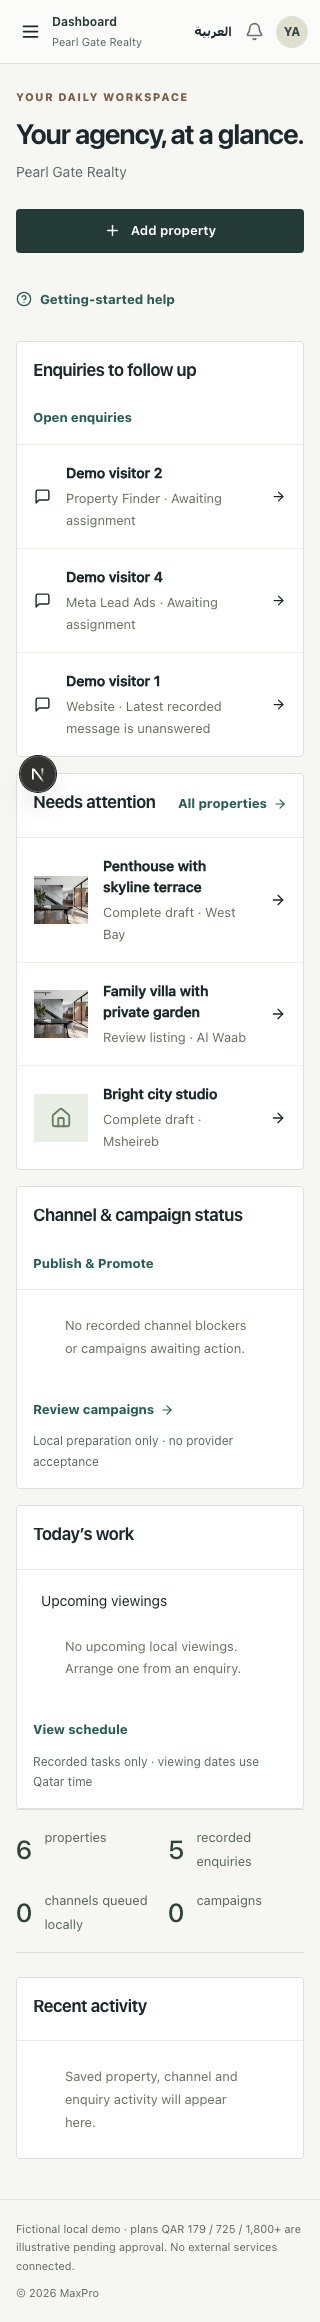 Dashboard
Pearl Gate Realty
العربية
YA
YOUR DAILY WORKSPACE
Your agency, at a glance.
Pearl Gate Realty
Add property
Getting-started help
Enquiries to follow up
Open enquiries
Demo visitor 2
Property Finder · Awaiting
assignment
Demo visitor 4
Meta Lead Ads · Awaiting
assignment
Demo visitor 1
Website · Latest recorded
message is unanswered
N
Needs attention
All properties
Penthouse with
skyline terrace
Complete draft · West
Bay
Family villa with
private garden
Review listing · Al Waab
Bright city studio
Complete draft ·
Msheireb
Channel & campaign status
Publish & Promote
No recorded channel blockers
or campaigns awaiting action.
Review campaigns
Local preparation only · no provider
acceptance
Today’s work
Upcoming viewings
No upcoming local viewings.
Arrange one from an enquiry.
View schedule
Recorded tasks only · viewing dates use
Qatar time
6 properties
5 recorded
enquiries
0 channels queued
locally
0 campaigns
Recent activity
Saved property, channel and
enquiry activity will appear
here.
Fictional local demo · plans QAR 179 / 725 / 1,800+ are
illustrative pending approval. No external services
connected.
© 2026 MaxPro